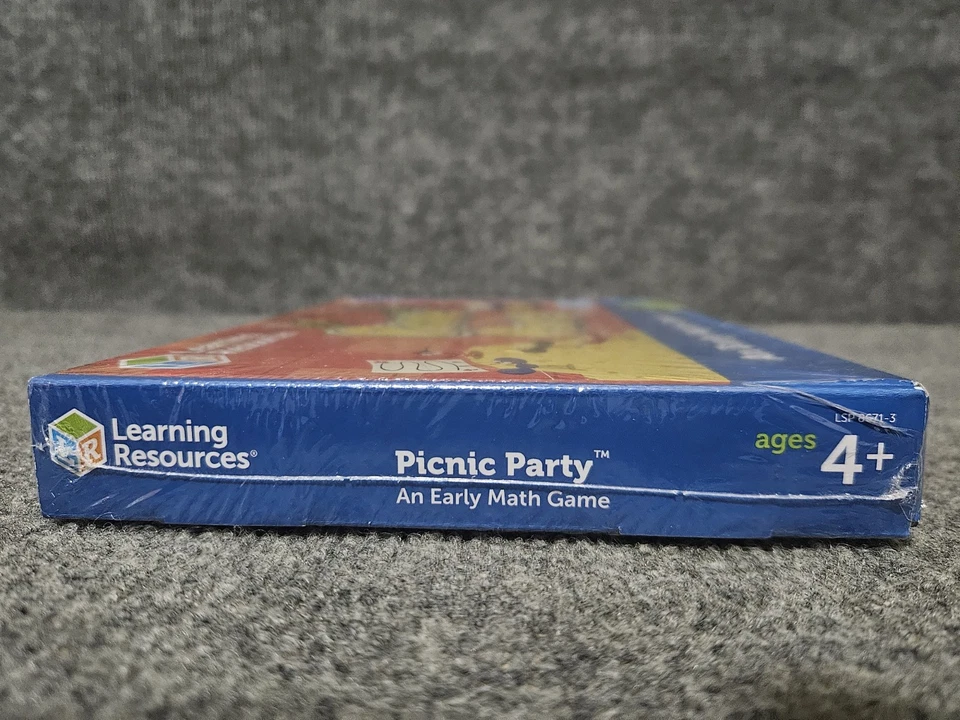 Learning
Resources®
Picnic Party™
An Early Math Game
ages
4+